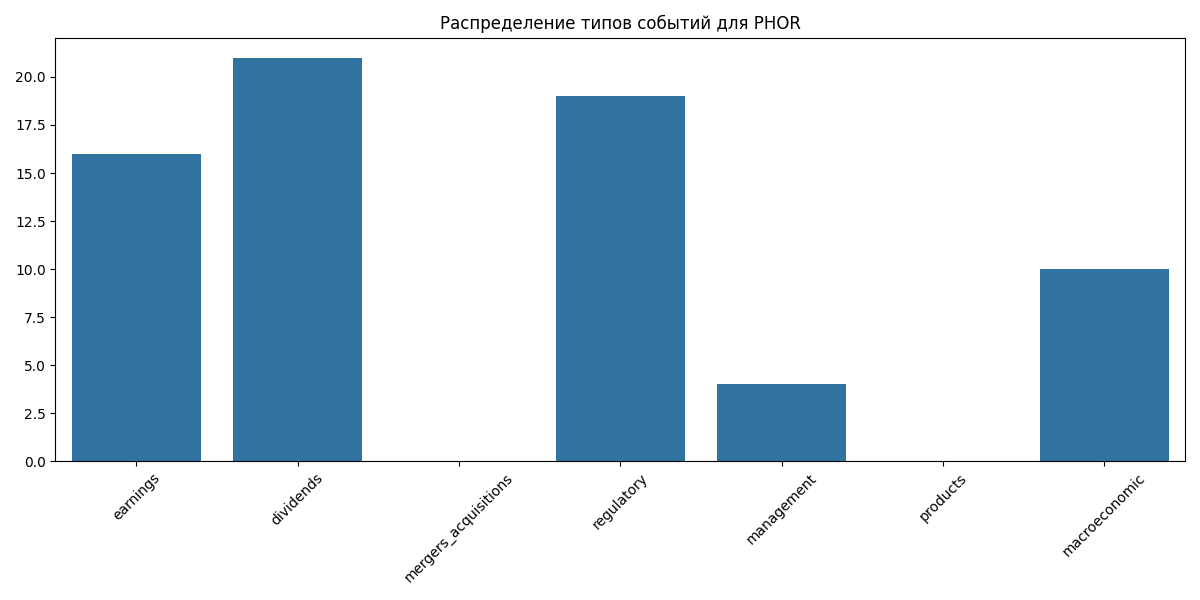 Распределение типов событий для PHOR
20.0
17.5
15.0
12.5
10.0
7.5
5.0
2.5
0.0
earnings
dividends
mergers_acquisitions
regulatory
management
products
macroeconomic